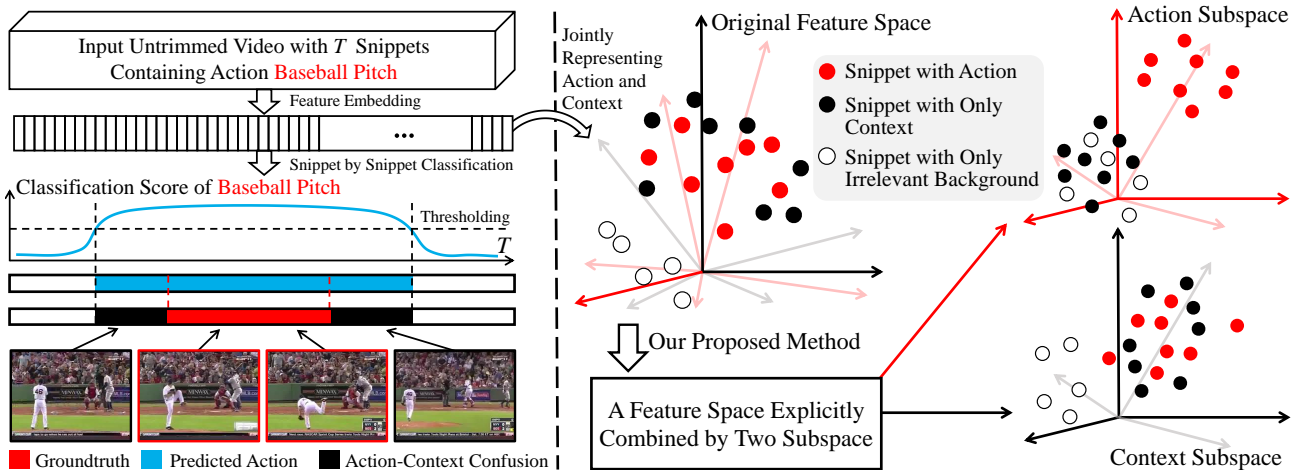 Input Untrimmed Video with T Snippets
Containing Action Baseball Pitch
Feature Embedding
...
Snippet by Snippet Classification
Classification Score of Baseball Pitch
Thresholding
T
Groundtruth
Predicted Action
Action-Context Confusion
Jointly
Representing
Action and
Context
Original Feature Space
Snippet with Action
Snippet with Only
Context
Snippet with Only
Irrelevant Background
Our Proposed Method
A Feature Space Explicitly
Combined by Two Subspace
Action Subspace
Context Subspace